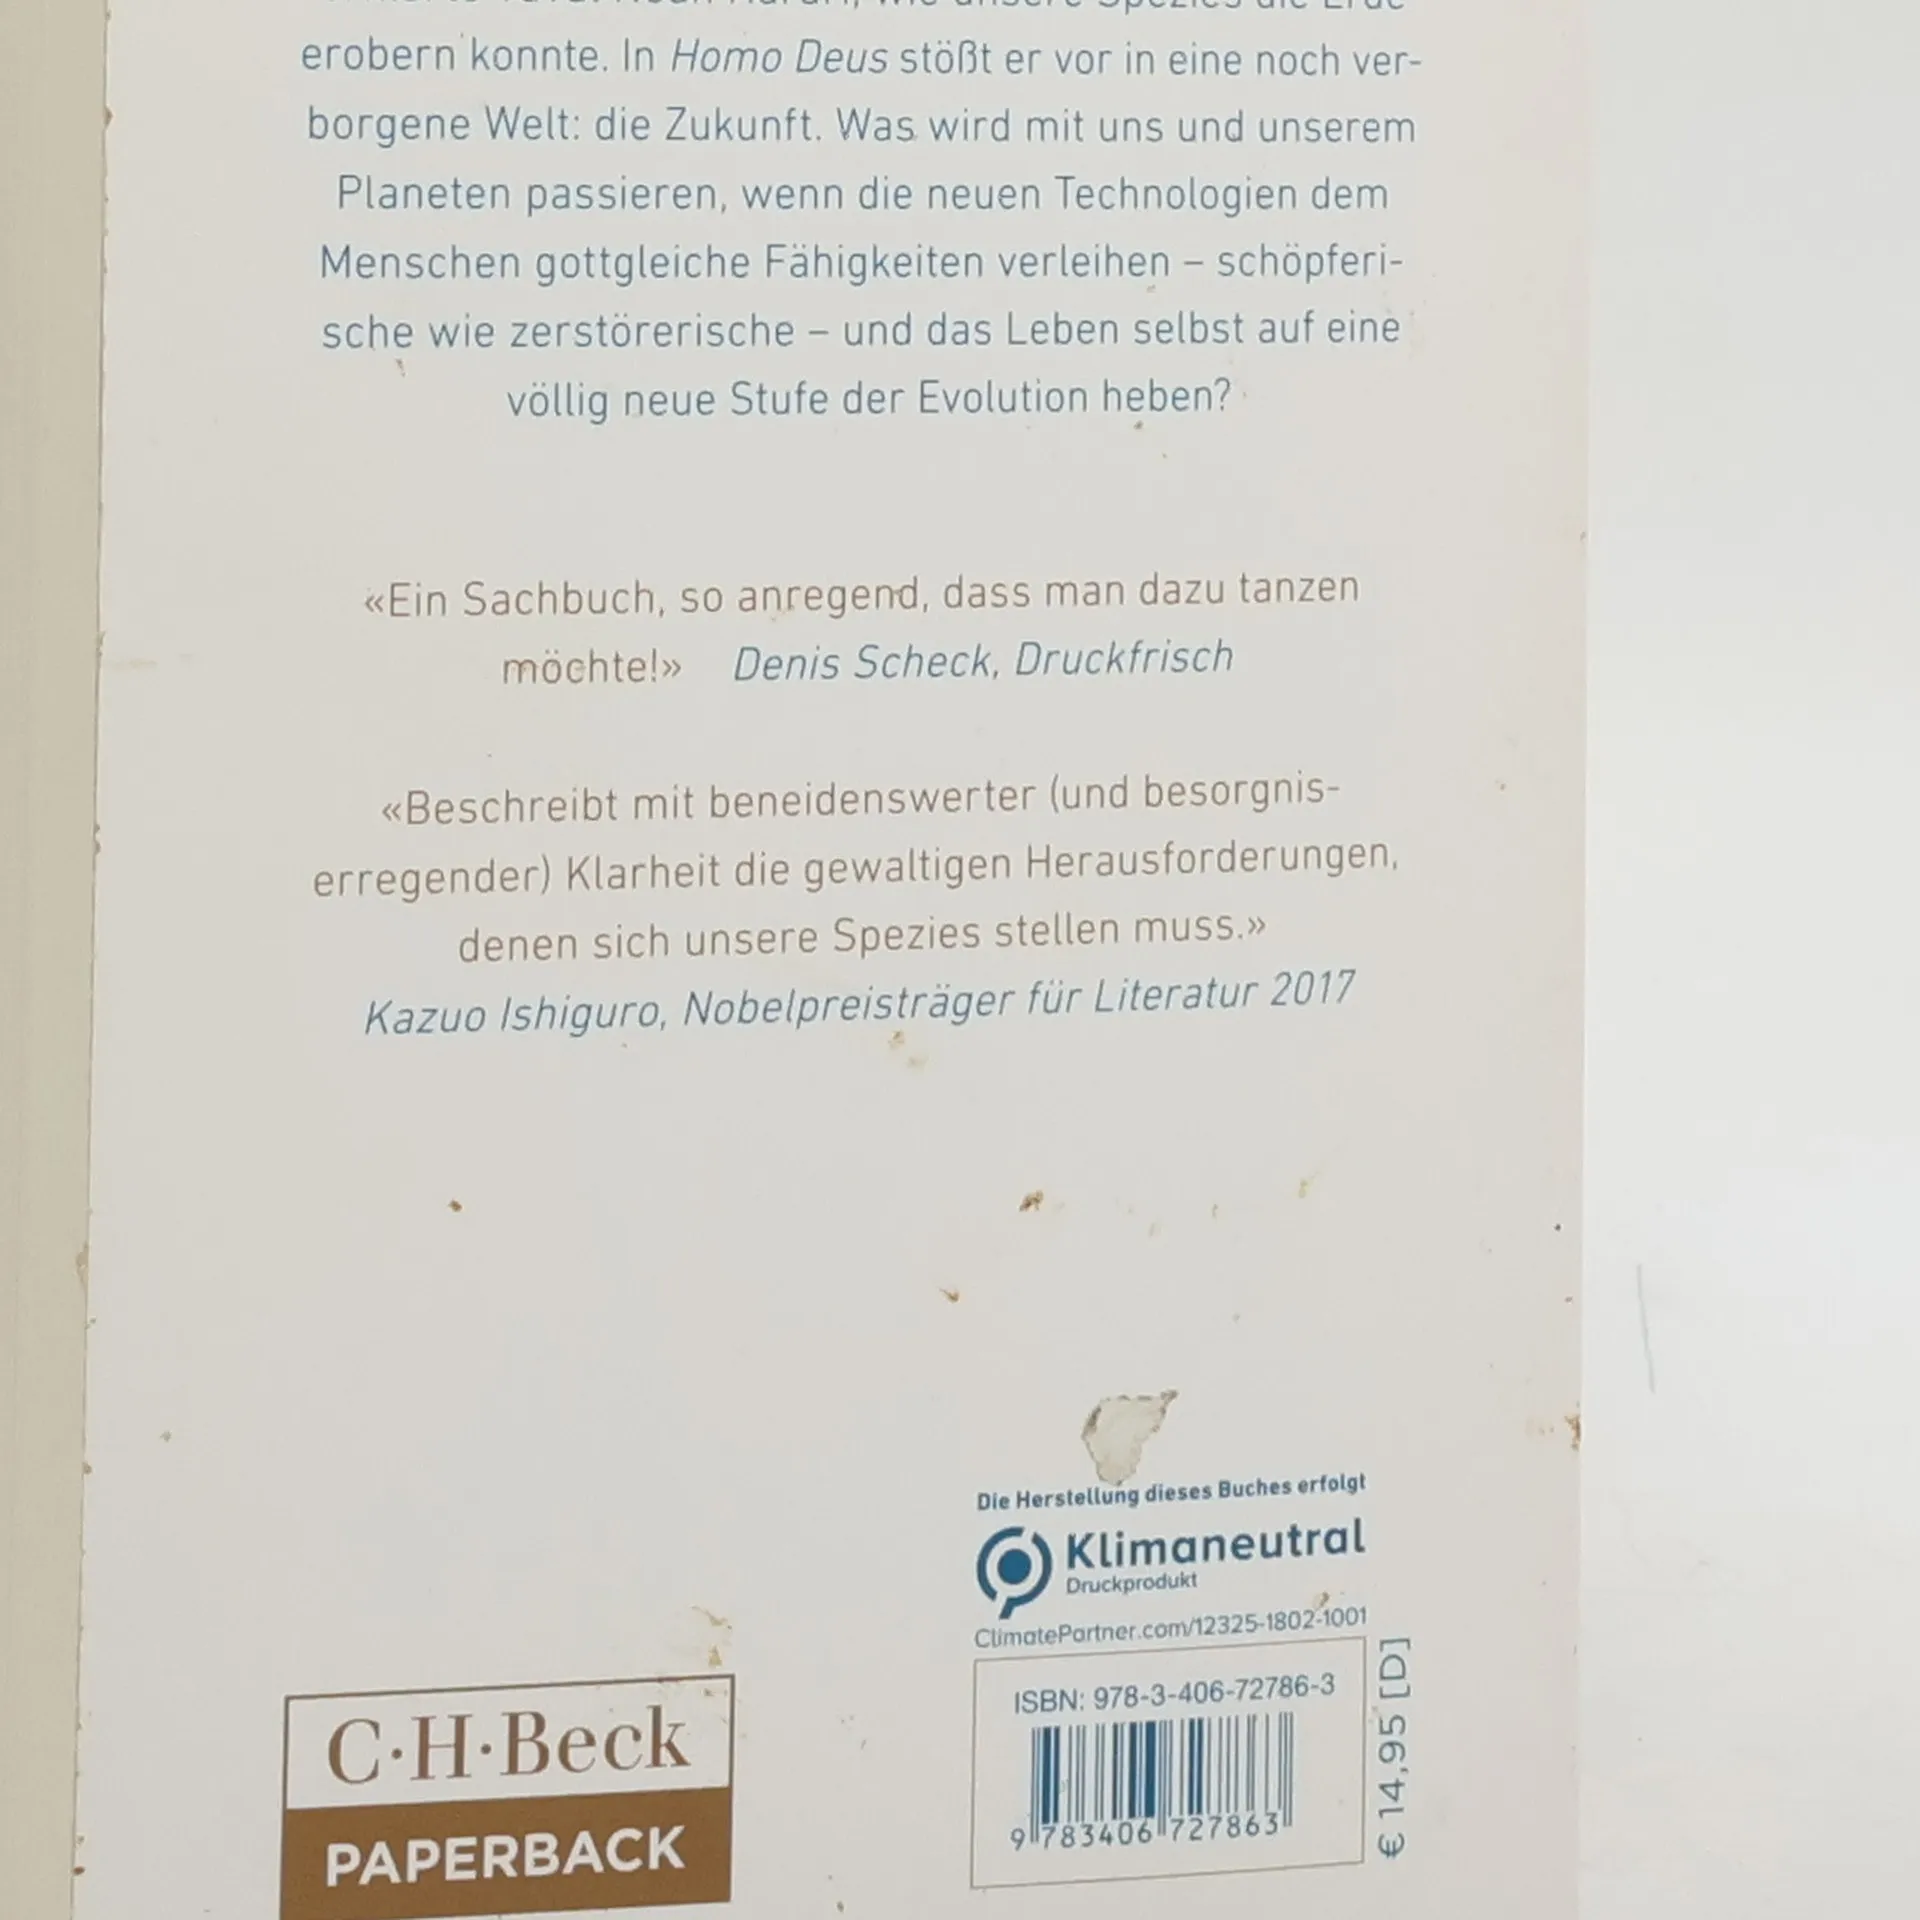 erobern konnte. In Homo Deus stößt er vor in eine noch ver-
borgene Welt: die Zukunft. Was wird mit uns und unserem
Planeten passieren, wenn die neuen Technologien dem
Menschen gottgleiche Fähigkeiten verleihen – schöpferi-
sche wie zerstörerische – und das Leben selbst auf eine
völlig neue Stufe der Evolution heben?
«Ein Sachbuch, so anregend, dass man dazu tanzen
möchte!» Denis Scheck, Druckfrisch
«Beschreibt mit beneidenswerter (und besorgnis-
erregender) Klarheit die gewaltigen Herausforderungen,
denen sich unsere Spezies stellen muss.»
Kazuo Ishiguro, Nobelpreisträger für Literatur 2017
Die Herstellung dieses Buches erfolgt
Klimaneutral
Druckprodukt
ClimatePartner.com/12325-1802-1001
ISBN: 978-3-406-72786-3
9 783406 727863
€ 14,95 [D]
C·H·Beck
PAPERBACK